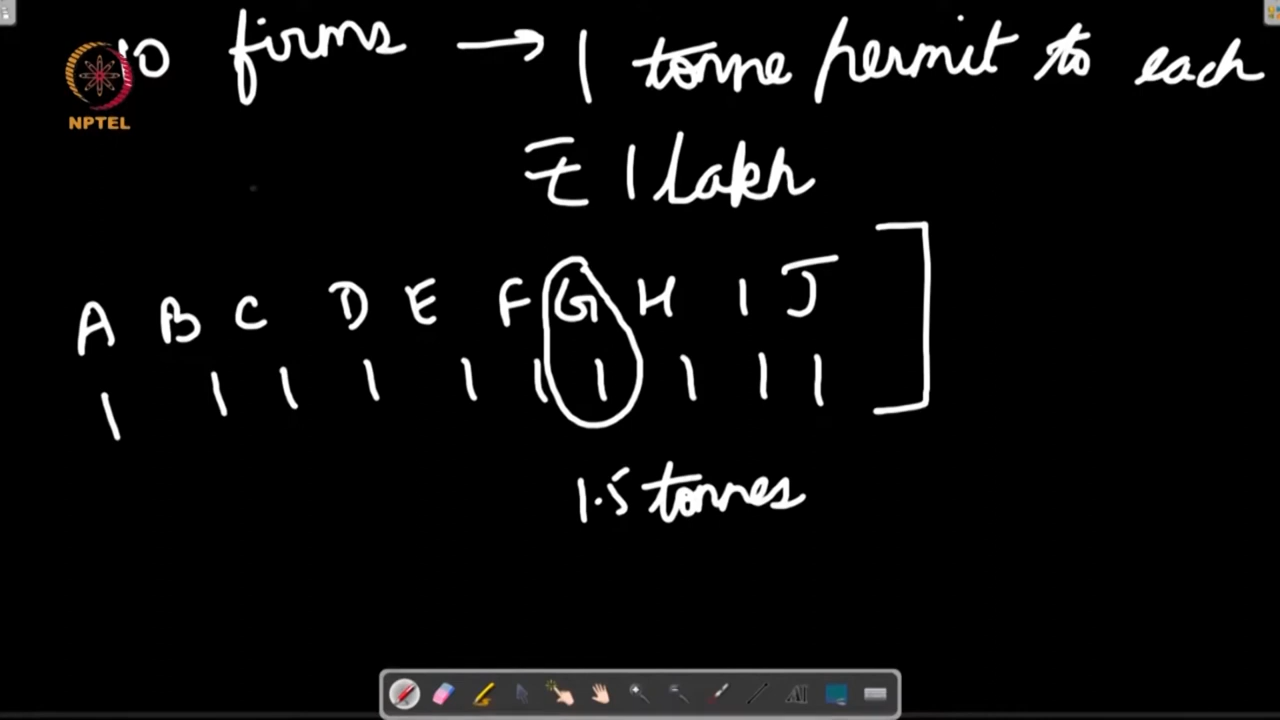 10 firms → 1 tonne permit to each
NPTEL
₹ 1 lakh
A B C D E F G H I J
1 1 1 1 1 1 1 1 1 1
1.5 tonnes
AI